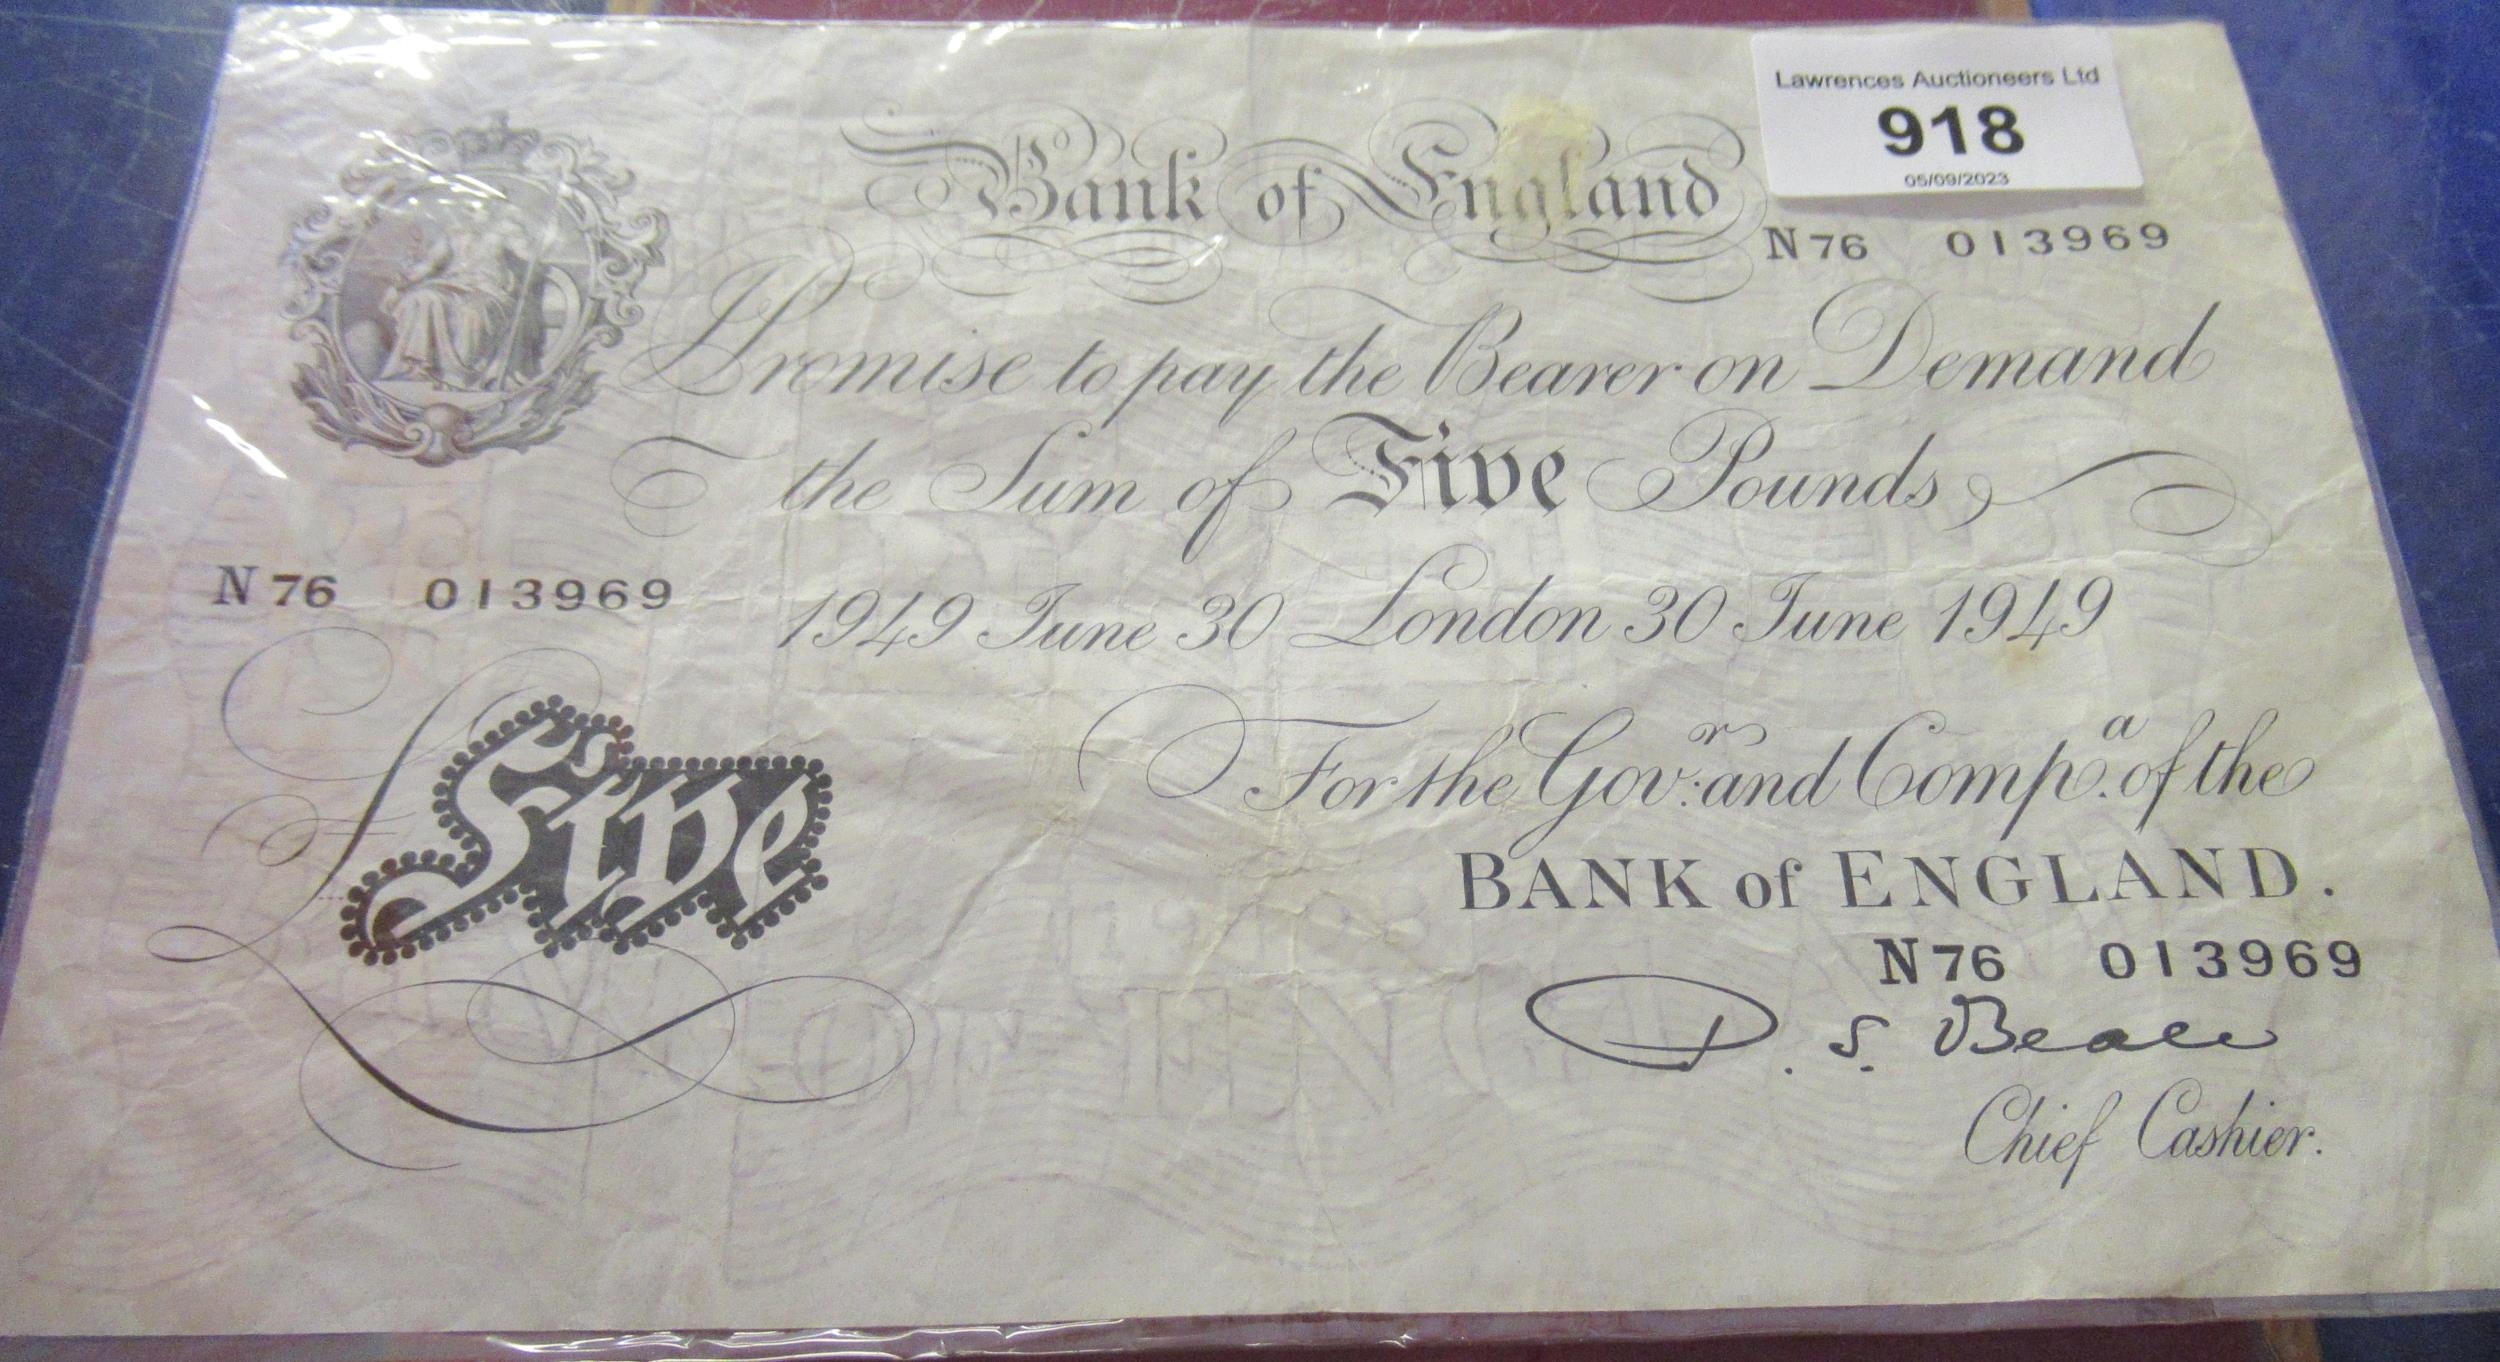 Lawrences Auctioneers Ltd
918
05/09/2023
Bank of England
N76 013969
Promise to pay the Bearer on Demand
the Sum of Five Pounds
N76 013969
1949 June 30 London 30 June 1949
For the Govr: and Compa. of the
BANK of ENGLAND.
Five
N76 013969
P. S. Beale
Chief Cashier.